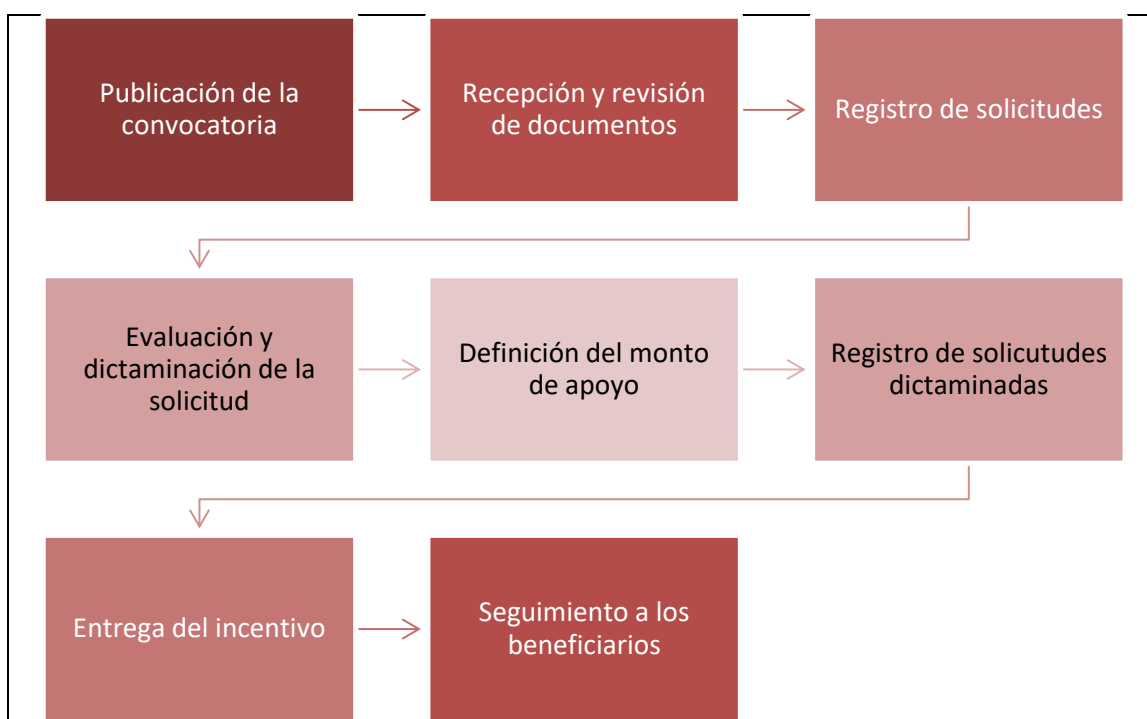 Publicación de la
convocatoria
Recepción y revisión
de documentos
Registro de solicitudes
Evaluación y
dictaminación de la
solicitud
Definición del monto
de apoyo
Registro de solicutudes
dictaminadas
Entrega del incentivo
Seguimiento a los
beneficiarios